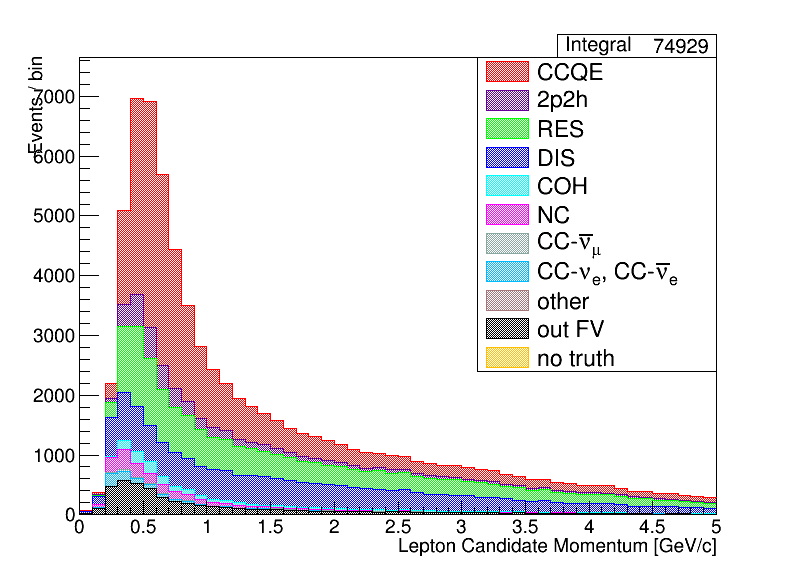 Integral 74929
Events / bin
CCQE
2p2h
RES
DIS
COH
NC
CC-ν̅μ
CC-νe, CC-ν̅e
other
out FV
no truth
7000
6000
5000
4000
3000
2000
1000
0
0 0.5 1 1.5 2 2.5 3 3.5 4 4.5 5
Lepton Candidate Momentum [GeV/c]